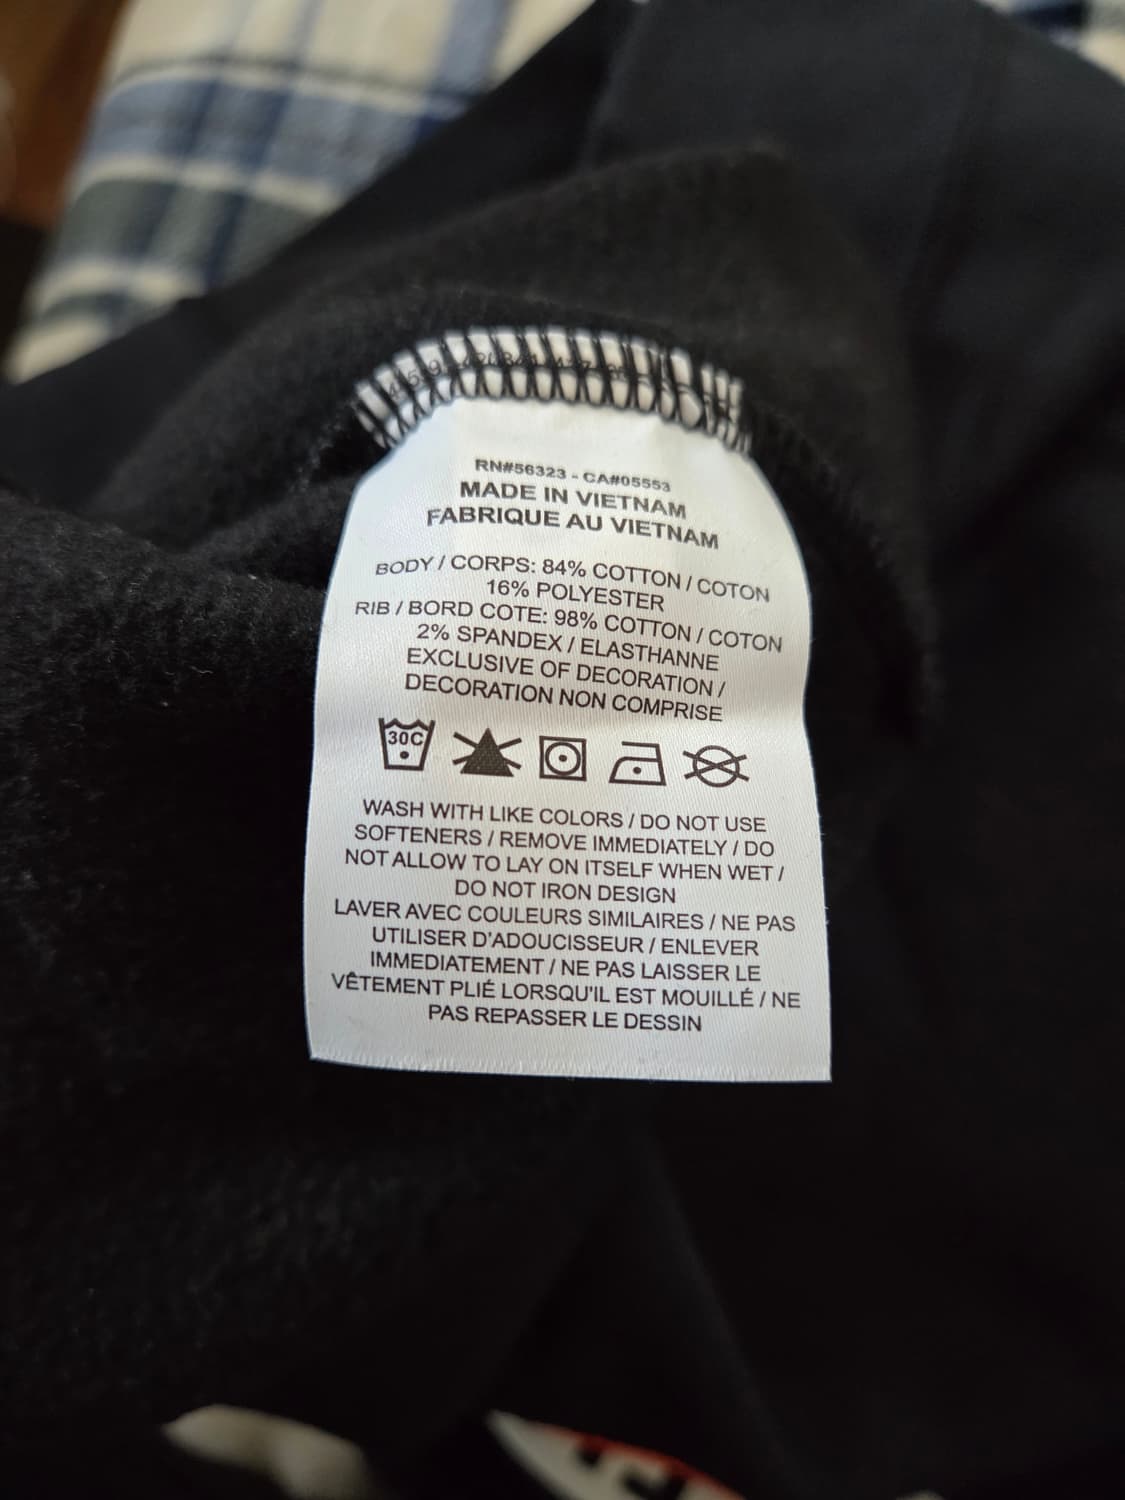 RN#56323 - CA#05553
MADE IN VIETNAM
FABRIQUE AU VIETNAM
BODY / CORPS: 84% COTTON / COTON
16% POLYESTER
RIB / BORD COTE: 98% COTTON / COTON
2% SPANDEX / ELASTHANNE
EXCLUSIVE OF DECORATION /
DECORATION NON COMPRISE
30C
WASH WITH LIKE COLORS / DO NOT USE
SOFTENERS / REMOVE IMMEDIATELY / DO
NOT ALLOW TO LAY ON ITSELF WHEN WET /
DO NOT IRON DESIGN
LAVER AVEC COULEURS SIMILAIRES / NE PAS
UTILISER D'ADOUCISSEUR / ENLEVER
IMMEDIATEMENT / NE PAS LAISSER LE
VÊTEMENT PLIÉ LORSQU'IL EST MOUILLÉ / NE
PAS REPASSER LE DESSIN